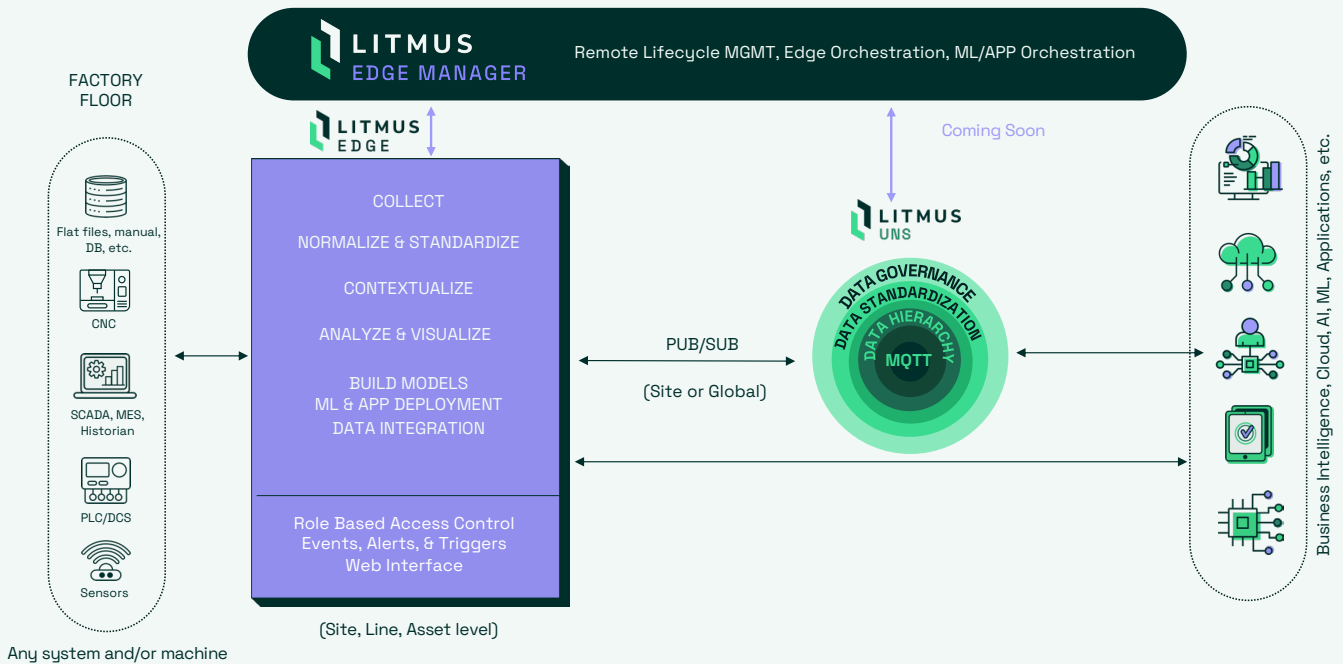 LITMUS
EDGE MANAGER
Remote Lifecycle MGMT, Edge Orchestration, ML/APP Orchestration
FACTORY
FLOOR
LITMUS
EDGE
Coming Soon
Flat files, manual,
DB, etc.
CNC
SCADA, MES,
Historian
PLC/DCS
Sensors
Any system and/or machine
COLLECT
NORMALIZE & STANDARDIZE
CONTEXTUALIZE
ANALYZE & VISUALIZE
BUILD MODELS
ML & APP DEPLOYMENT
DATA INTEGRATION
Role Based Access Control
Events, Alerts, & Triggers
Web Interface
(Site, Line, Asset level)
PUB/SUB
(Site or Global)
LITMUS
UNS
DATA GOVERNANCE
DATA STANDARDIZATION
DATA HIERARCHY
MQTT
Business Intelligence, Cloud, AI, ML, Applications, etc.